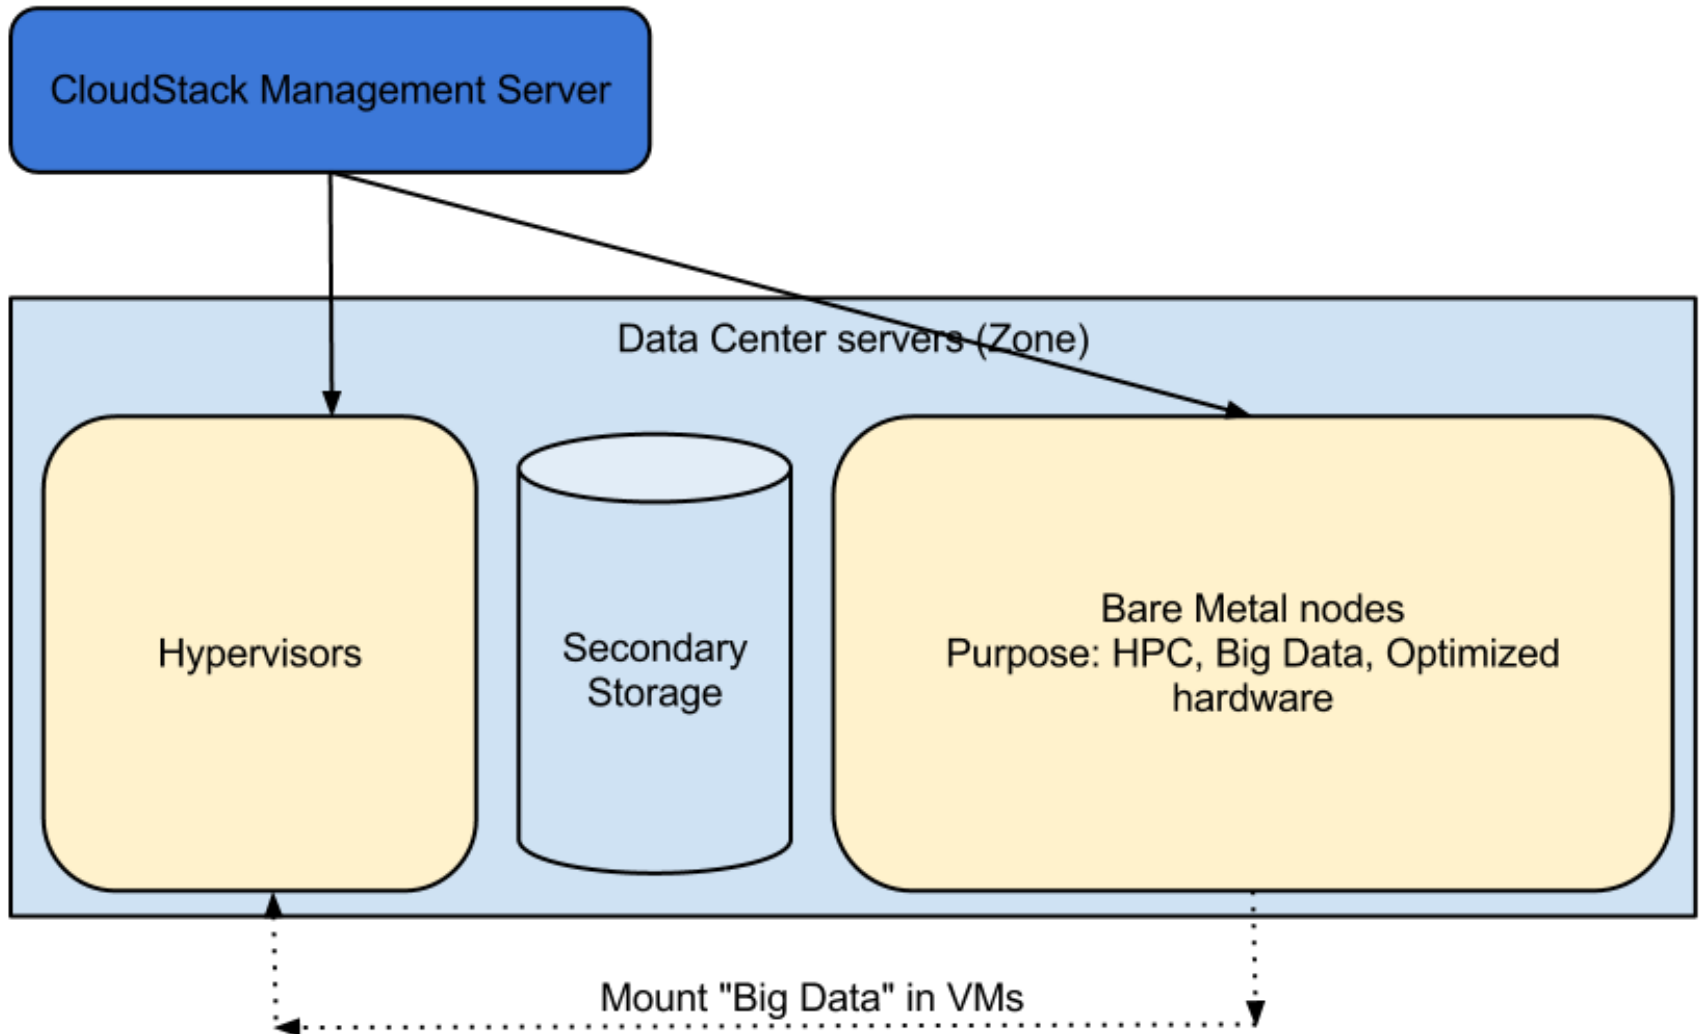 CloudStack Management Server
Data Center servers (Zone)
Hypervisors
Secondary
Storage
Bare Metal nodes
Purpose: HPC, Big Data, Optimized
hardware
Mount "Big Data" in VMs